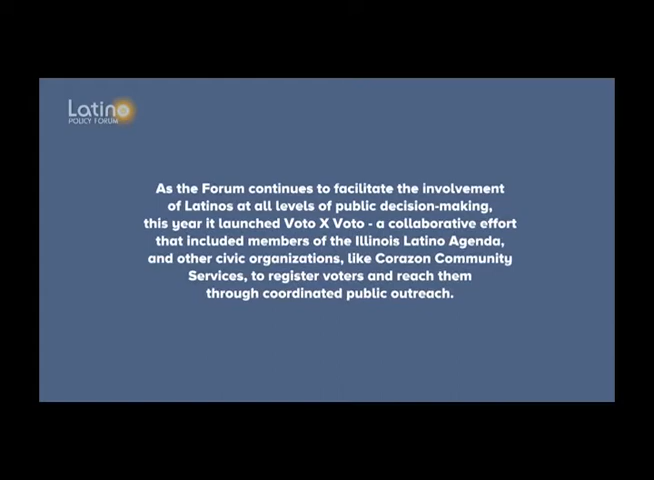 Latino
POLICY FORUM
As the Forum continues to facilitate the involvement
of Latinos at all levels of public decision-making,
this year it launched Voto X Voto - a collaborative effort
that included members of the Illinois Latino Agenda,
and other civic organizations, like Corazon Community
Services, to register voters and reach them
through coordinated public outreach.